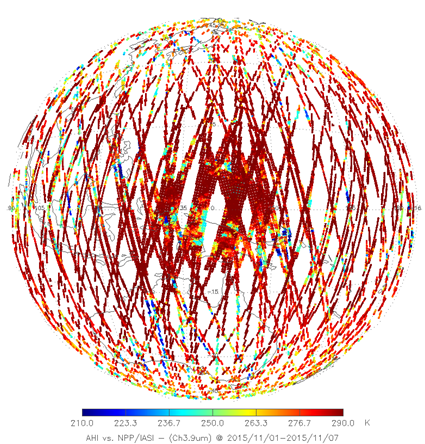 210.0 223.3 236.7 250.0 263.3 276.7 290.0 K
AHI vs. NPP/IASI - (Ch3.9um) @ 2015/11/01-2015/11/07